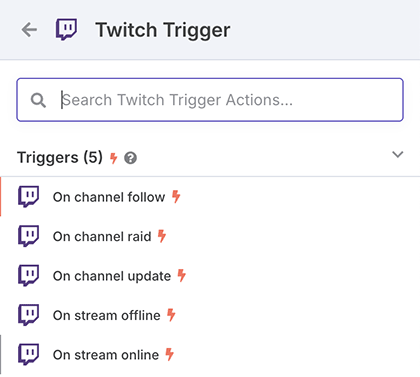 Twitch Trigger
Search Twitch Trigger Actions...
Triggers (5)
On channel follow
On channel raid
On channel update
On stream offline
On stream online